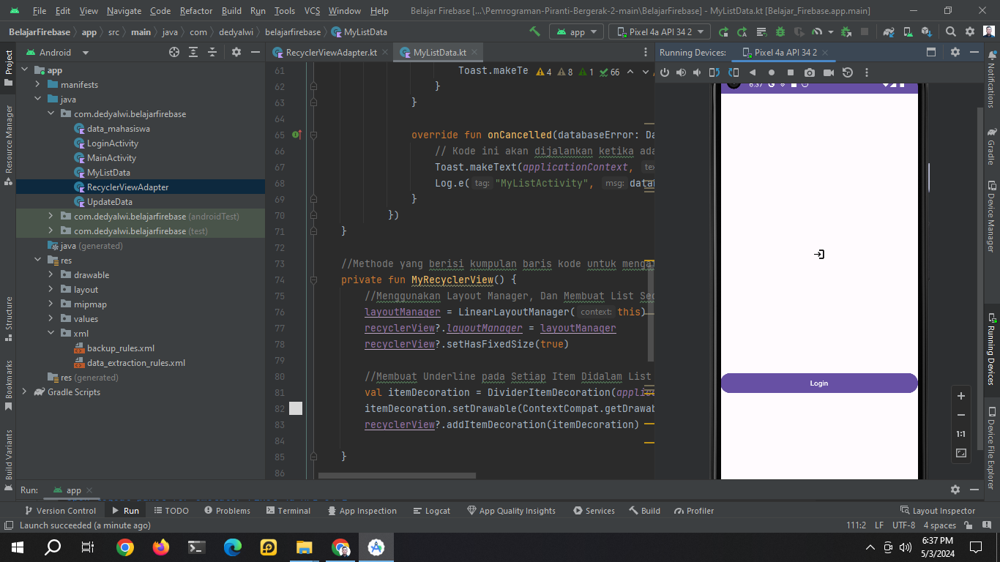 File Edit View Navigate Code Refactor Build Run Tools VCS Window Help Belajar Firebase [...\Pemrograman-Piranti-Bergerak-2-main\BelajarFirebase] - MyListData.kt [Belajar_Firebase.app.main]
BelajarFirebase app src main java com dedyalwi belajarfirebase MyListData app Pixel 4a API 34 2
Project
Resource Manager
Structure
Bookmarks
Build Variants
Android
app
manifests
java
com.dedyalwi.belajarfirebase
data_mahasiswa
LoginActivity
MainActivity
MyListData
RecyclerViewAdapter
UpdateData
com.dedyalwi.belajarfirebase (androidTest)
com.dedyalwi.belajarfirebase (test)
java (generated)
res
drawable
layout
mipmap
values
xml
backup_rules.xml
data_extraction_rules.xml
res (generated)
Gradle Scripts
RecyclerViewAdapter.kt MyListData.kt
4 8 1 66
61 Toast.makeTe
62 }
63 }
64
65 override fun onCancelled(databaseError: Da
66 // Kode ini akan dijalankan ketika ada
67 Toast.makeText(applicationContext, tex
68 Log.e( tag: "MyListActivity", msg: datab
69 }
70 })
71 }
72
73 //Methode yang berisi kumpulan baris kode untuk menga
74 private fun MyRecyclerView() {
75 //Menggunakan Layout Manager, Dan Membuat List Sec
76 layoutManager = LinearLayoutManager( context: this)
77 recyclerView?.layoutManager = layoutManager
78 recyclerView?.setHasFixedSize(true)
79
80 //Membuat Underline pada Setiap Item Didalam List
81 val itemDecoration = DividerItemDecoration(applic
82 itemDecoration.setDrawable(ContextCompat.getDrawab
83 recyclerView?.addItemDecoration(itemDecoration)
84
85 }
86
Running Devices: Pixel 4a API 34 2
6:37
Login
1:1
Notifications
Gradle
Device Manager
Running Devices
Device File Explorer
Run: app
Version Control Run TODO Problems Terminal App Inspection Logcat App Quality Insights Services Build Profiler Layout Inspector
Launch succeeded (a minute ago) 111:2 LF UTF-8 4 spaces
6:37 PM
5/3/2024